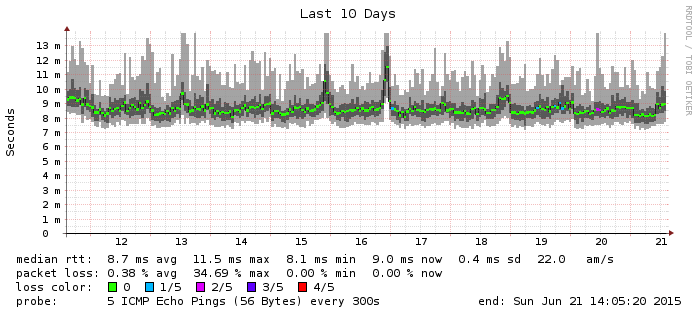 Last 10 Days
RRDTOOL / TOBI OETIKER
Seconds
13 m
12 m
11 m
10 m
9 m
8 m
7 m
6 m
5 m
4 m
3 m
2 m
1 m
0
12 13 14 15 16 17 18 19 20 21
median rtt: 8.7 ms avg 11.5 ms max 8.1 ms min 9.0 ms now 0.4 ms sd 22.0 am/s
packet loss: 0.38 % avg 34.69 % max 0.00 % min 0.00 % now
loss color: 0 1/5 2/5 3/5 4/5
probe: 5 ICMP Echo Pings (56 Bytes) every 300s end: Sun Jun 21 14:05:20 2015